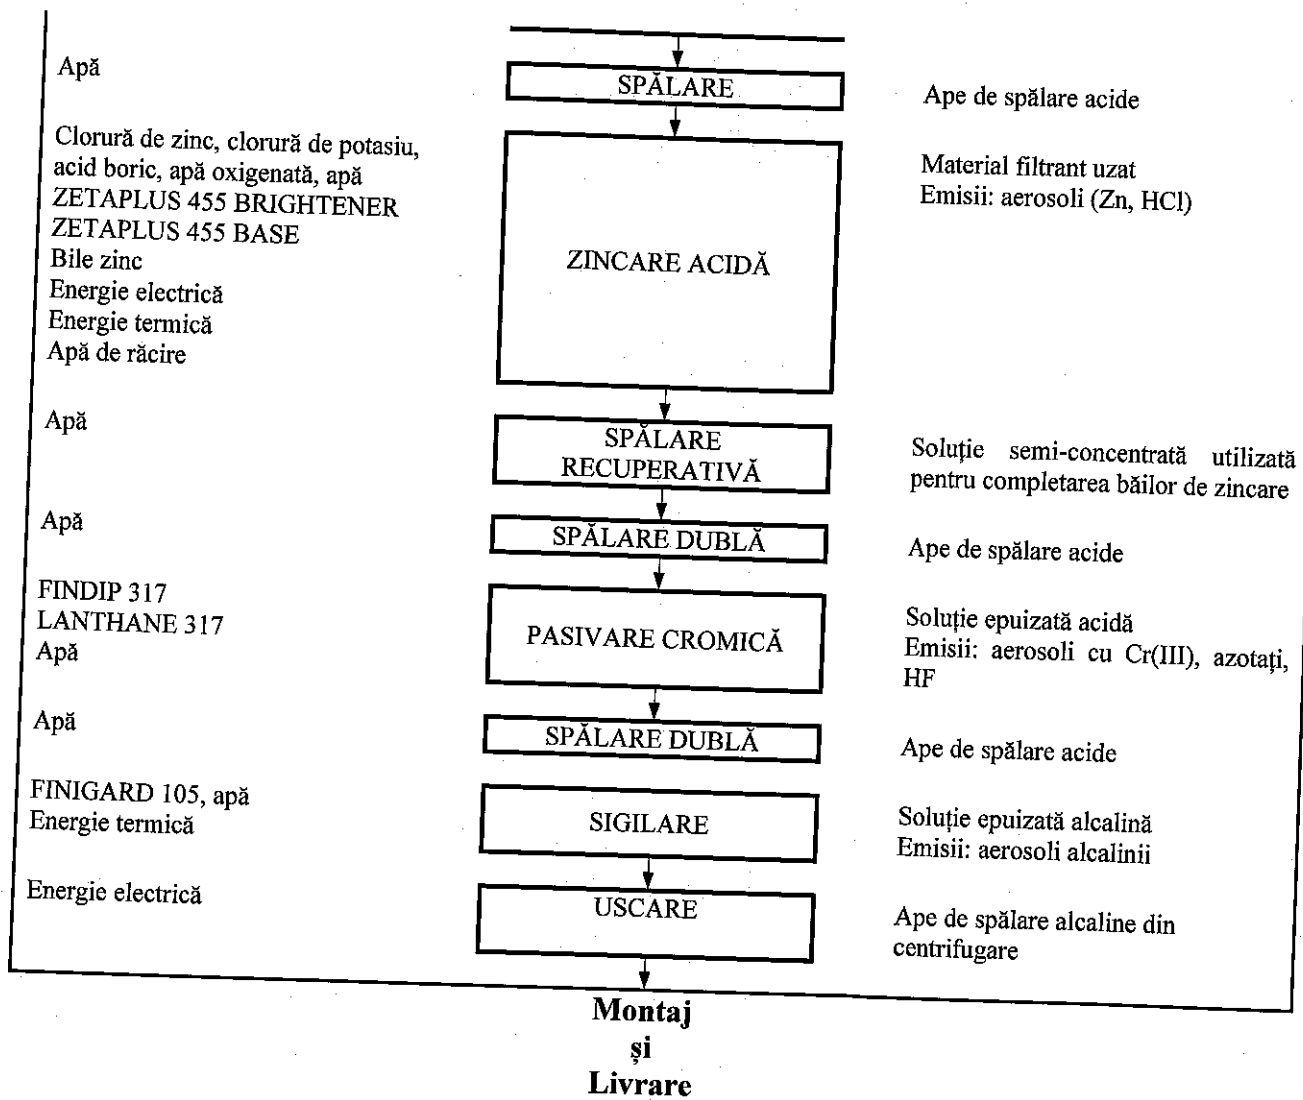 Apă
SPĂLARE
Ape de spălare acide
Clorură de zinc, clorură de potasiu,
acid boric, apă oxigenată, apă
ZETAPLUS 455 BRIGHTENER
ZETAPLUS 455 BASE
Bile zinc
Energie electrică
Energie termică
Apă de răcire
ZINCARE ACIDĂ
Material filtrant uzat
Emisii: aerosoli (Zn, HCl)
Apă
SPĂLARE
RECUPERATIVĂ
Soluție semi-concentrată utilizată
pentru completarea băilor de zincare
Apă
SPĂLARE DUBLĂ
Ape de spălare acide
FINDIP 317
LANTHANE 317
Apă
PASIVARE CROMICĂ
Soluție epuizată acidă
Emisii: aerosoli cu Cr(III), azotați,
HF
Apă
SPĂLARE DUBLĂ
Ape de spălare acide
FINIGARD 105, apă
Energie termică
SIGILARE
Soluție epuizată alcalină
Emisii: aerosoli alcalinii
Energie electrică
USCARE
Ape de spălare alcaline din
centrifugare
Montaj
și
Livrare